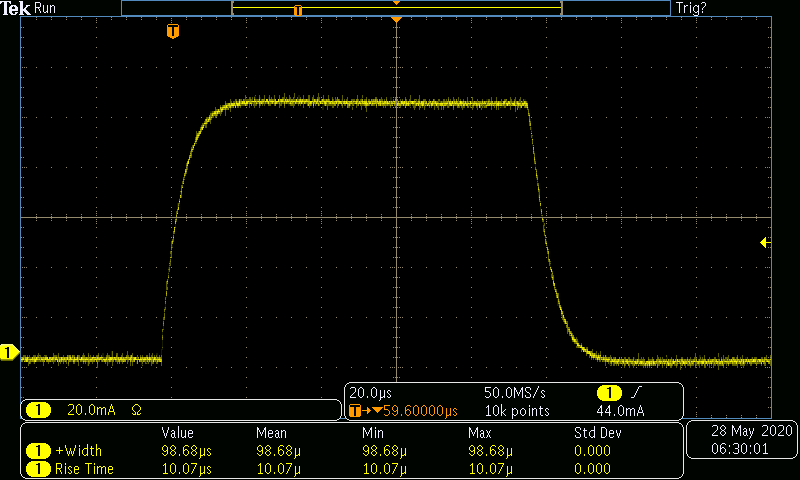 Tek Run Trig?
T
T
1
1 20.0mA Ω
20.0µs 50.0MS/s 1
T→▼59.60000µs 10k points 44.0mA
Value Mean Min Max Std Dev
1 +Width 98.68µs 98.68µ 98.68µ 98.68µ 0.000
1 Rise Time 10.07µs 10.07µ 10.07µ 10.07µ 0.000
28 May 2020
06:30:01